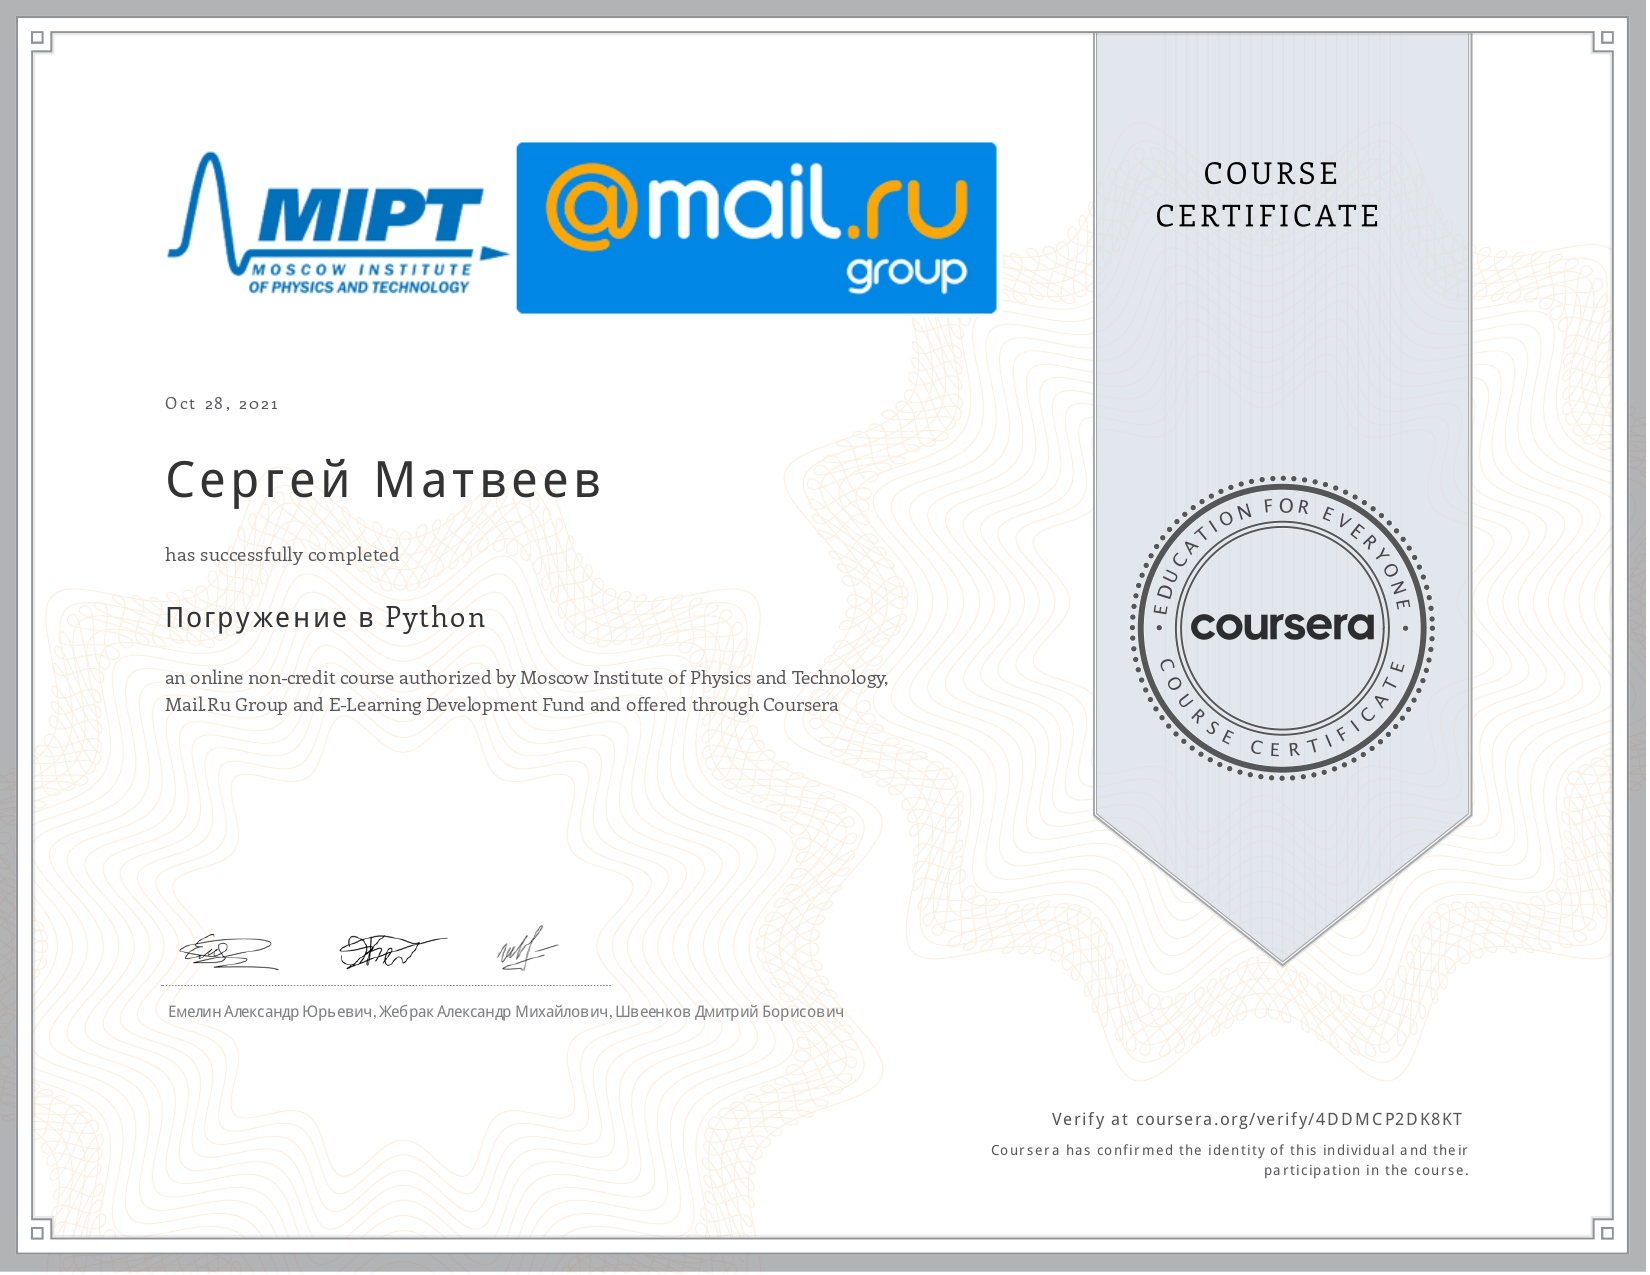 MIPT
MOSCOW INSTITUTE
OF PHYSICS AND TECHNOLOGY
@mail.ru
group
COURSE
CERTIFICATE
Oct 28, 2021
Сергей Матвеев
has successfully completed
Погружение в Python
an online non-credit course authorized by Moscow Institute of Physics and Technology,
Mail.Ru Group and E-Learning Development Fund and offered through Coursera
EDUCATION FOR EVERYONE
coursera
COURSE CERTIFICATE
Емелин Александр Юрьевич, Жебрак Александр Михайлович, Швеенков Дмитрий Борисович
Verify at coursera.org/verify/4DDMCP2DK8KT
Coursera has confirmed the identity of this individual and their
participation in the course.